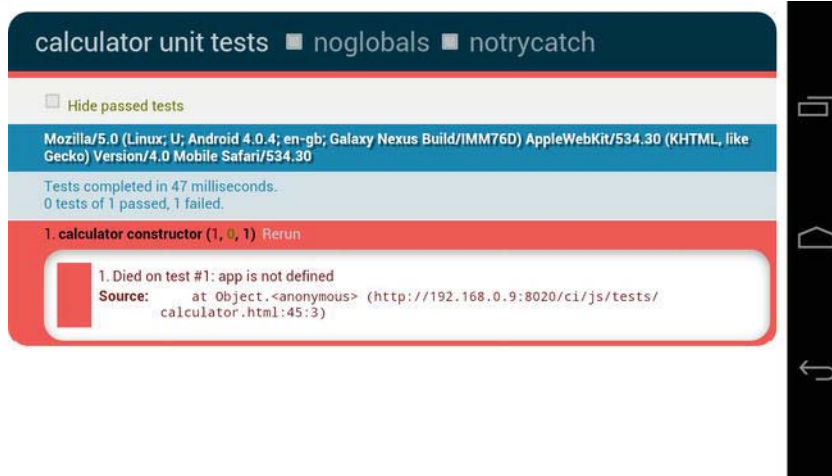 calculator unit tests noglobals notrycatch
Hide passed tests
Mozilla/5.0 (Linux; U; Android 4.0.4; en-gb; Galaxy Nexus Build/IMM76D) AppleWebKit/534.30 (KHTML, like
Gecko) Version/4.0 Mobile Safari/534.30
Tests completed in 47 milliseconds.
0 tests of 1 passed, 1 failed.
1. calculator constructor (1, 0, 1) Rerun
1. Died on test #1: app is not defined
Source: at Object.<anonymous> (http://192.168.0.9:8020/ci/js/tests/
calculator.html:45:3)